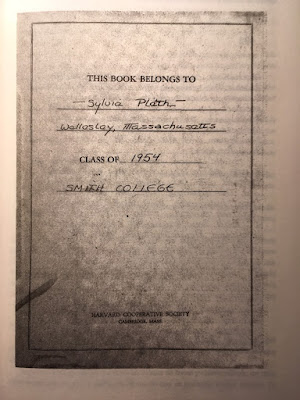 THIS BOOK BELONGS TO
—Sylvia Plath—
Wellesley, Massachusetts
CLASS OF 1954
...
SMITH COLLEGE
HARVARD COOPERATIVE SOCIETY
CAMBRIDGE, MASS.